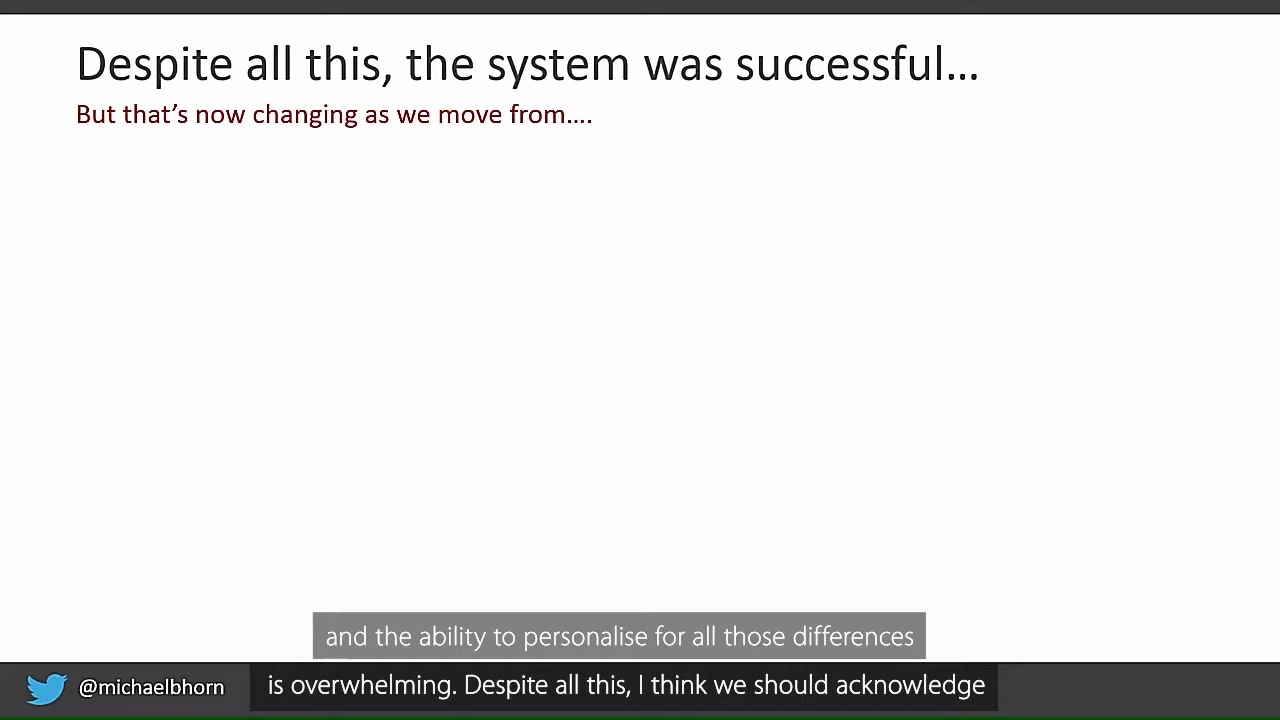 Despite all this, the system was successful…
But that’s now changing as we move from….
and the ability to personalise for all those differences
is overwhelming. Despite all this, I think we should acknowledge
@michaelbhorn